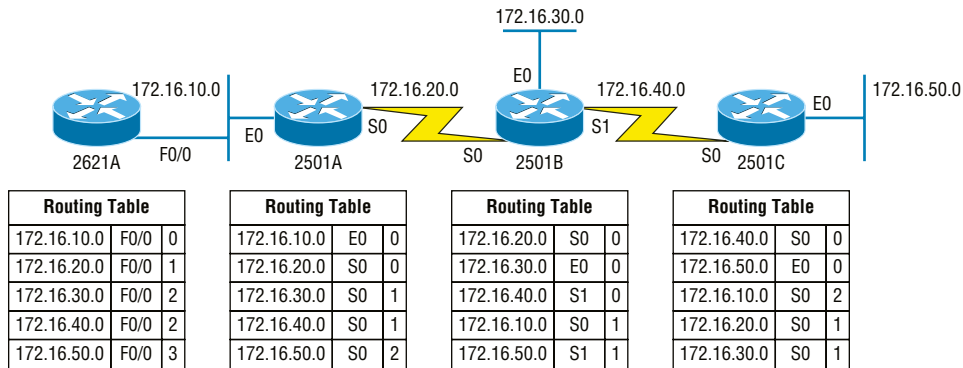 172.16.30.0
E0
172.16.10.0
172.16.20.0
172.16.40.0
172.16.50.0
E0
S0
S1
E0
F0/0
S0
S0
2621A
2501A
2501B
2501C
Routing Table
172.16.10.0 F0/0 0
172.16.20.0 F0/0 1
172.16.30.0 F0/0 2
172.16.40.0 F0/0 2
172.16.50.0 F0/0 3
Routing Table
172.16.10.0 E0 0
172.16.20.0 S0 0
172.16.30.0 S0 1
172.16.40.0 S0 1
172.16.50.0 S0 2
Routing Table
172.16.20.0 S0 0
172.16.30.0 E0 0
172.16.40.0 S1 0
172.16.10.0 S0 1
172.16.50.0 S1 1
Routing Table
172.16.40.0 S0 0
172.16.50.0 E0 0
172.16.10.0 S0 2
172.16.20.0 S0 1
172.16.30.0 S0 1